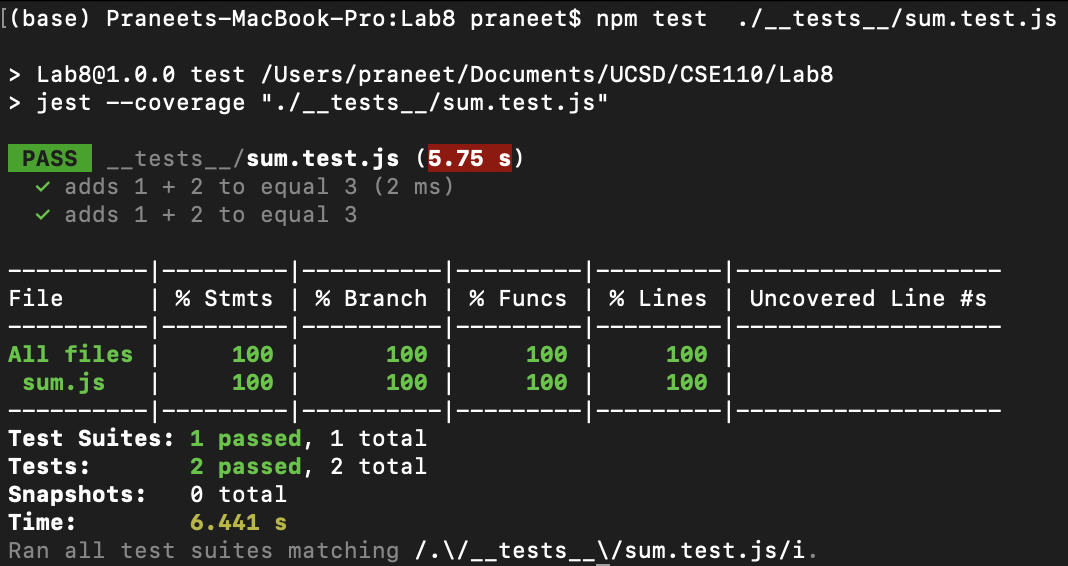 [(base) Praneets-MacBook-Pro:Lab8 praneet$ npm test  ./__tests__/sum.test.js

> Lab8@1.0.0 test /Users/praneet/Documents/UCSD/CSE110/Lab8
> jest --coverage "./__tests__/sum.test.js"

 PASS  __tests__/sum.test.js (5.75 s)
  ✓ adds 1 + 2 to equal 3 (2 ms)
  ✓ adds 1 + 2 to equal 3

----------|---------|----------|---------|---------|-------------------
File      | % Stmts | % Branch | % Funcs | % Lines | Uncovered Line #s
----------|---------|----------|---------|---------|-------------------
All files |     100 |      100 |     100 |     100 |
 sum.js   |     100 |      100 |     100 |     100 |
----------|---------|----------|---------|---------|-------------------
Test Suites: 1 passed, 1 total
Tests:       2 passed, 2 total
Snapshots:   0 total
Time:        6.441 s
Ran all test suites matching /.\/__tests__\/sum.test.js/i.